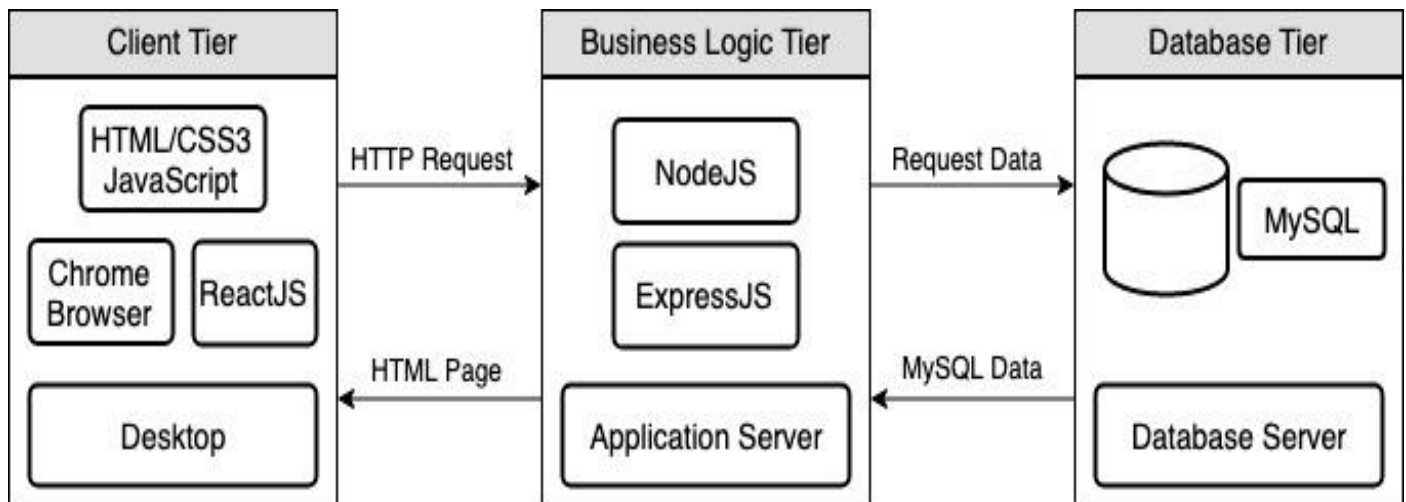 Client Tier
HTML/CSS3
JavaScript
Chrome
Browser
ReactJS
Desktop
HTTP Request
HTML Page
Business Logic Tier
NodeJS
ExpressJS
Application Server
Request Data
MySQL Data
Database Tier
MySQL
Database Server